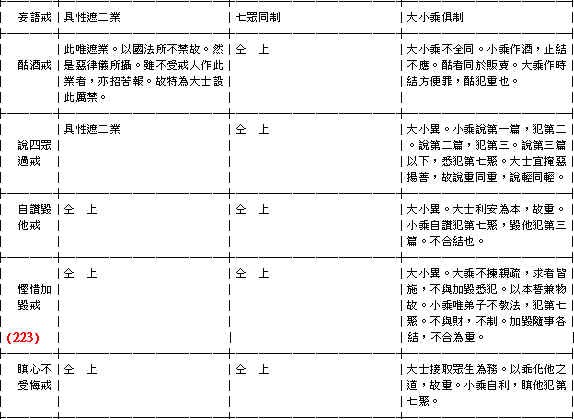 妄語戒
具性遮二業
七眾同制
大小乘俱制
酤酒戒
此唯遮業。以國法所不禁故。然
是惡律儀所攝。雖不受戒人作此
業者，亦招苦報。故特為大士設
此厲禁。
仝　上
大小乘不全同。小乘作酒，止結
不應。酤者同於販賣。大乘作時
結方便罪，酤犯重也。
說四眾
過戒
具性遮二業
仝　上
大小異。小乘說第一篇，犯第二
。說第二篇，犯第三。說第三篇
以下，悉犯第七聚。大士宜掩惡
揚善，故說重同重，說輕同輕。
自讚毀
他戒
仝　上
仝　上
大小異。大士利安為本，故重。
小乘自讚犯第七聚，毀他犯第三
篇。不合結也。
慳惜加
毀戒
(223)
仝　上
仝　上
大小異。大乘不揀親疏，求者皆
施，不與加毀悉犯。以本誓兼物
故。小乘唯弟子不教法，犯第七
聚。不與財，不制。加毀隨事各
結，不合為重。
瞋心不
受悔戒
仝　上
仝　上
大士接取眾生為務。以乖化他之
道，故重。小乘自利，瞋他犯第
七聚。